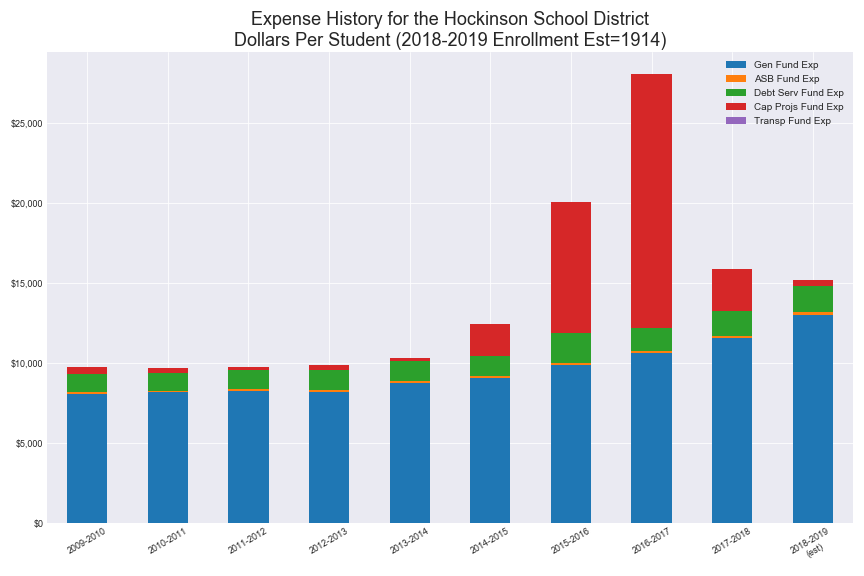 Expense History for the Hockinson School District
Dollars Per Student (2018-2019 Enrollment Est=1914)
Gen Fund Exp
ASB Fund Exp
Debt Serv Fund Exp
Cap Projs Fund Exp
Transp Fund Exp
$25,000
$20,000
$15,000
$10,000
$5,000
$0
2009-2010
2010-2011
2011-2012
2012-2013
2013-2014
2014-2015
2015-2016
2016-2017
2017-2018
2018-2019
(est)